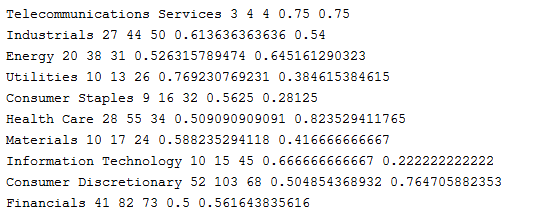 Telecommunications Services 3 4 4 0.75 0.75
Industrials 27 44 50 0.613636363636 0.54
Energy 20 38 31 0.526315789474 0.645161290323
Utilities 10 13 26 0.769230769231 0.384615384615
Consumer Staples 9 16 32 0.5625 0.28125
Health Care 28 55 34 0.509090909091 0.823529411765
Materials 10 17 24 0.588235294118 0.416666666667
Information Technology 10 15 45 0.666666666667 0.222222222222
Consumer Discretionary 52 103 68 0.504854368932 0.764705882353
Financials 41 82 73 0.5 0.561643835616